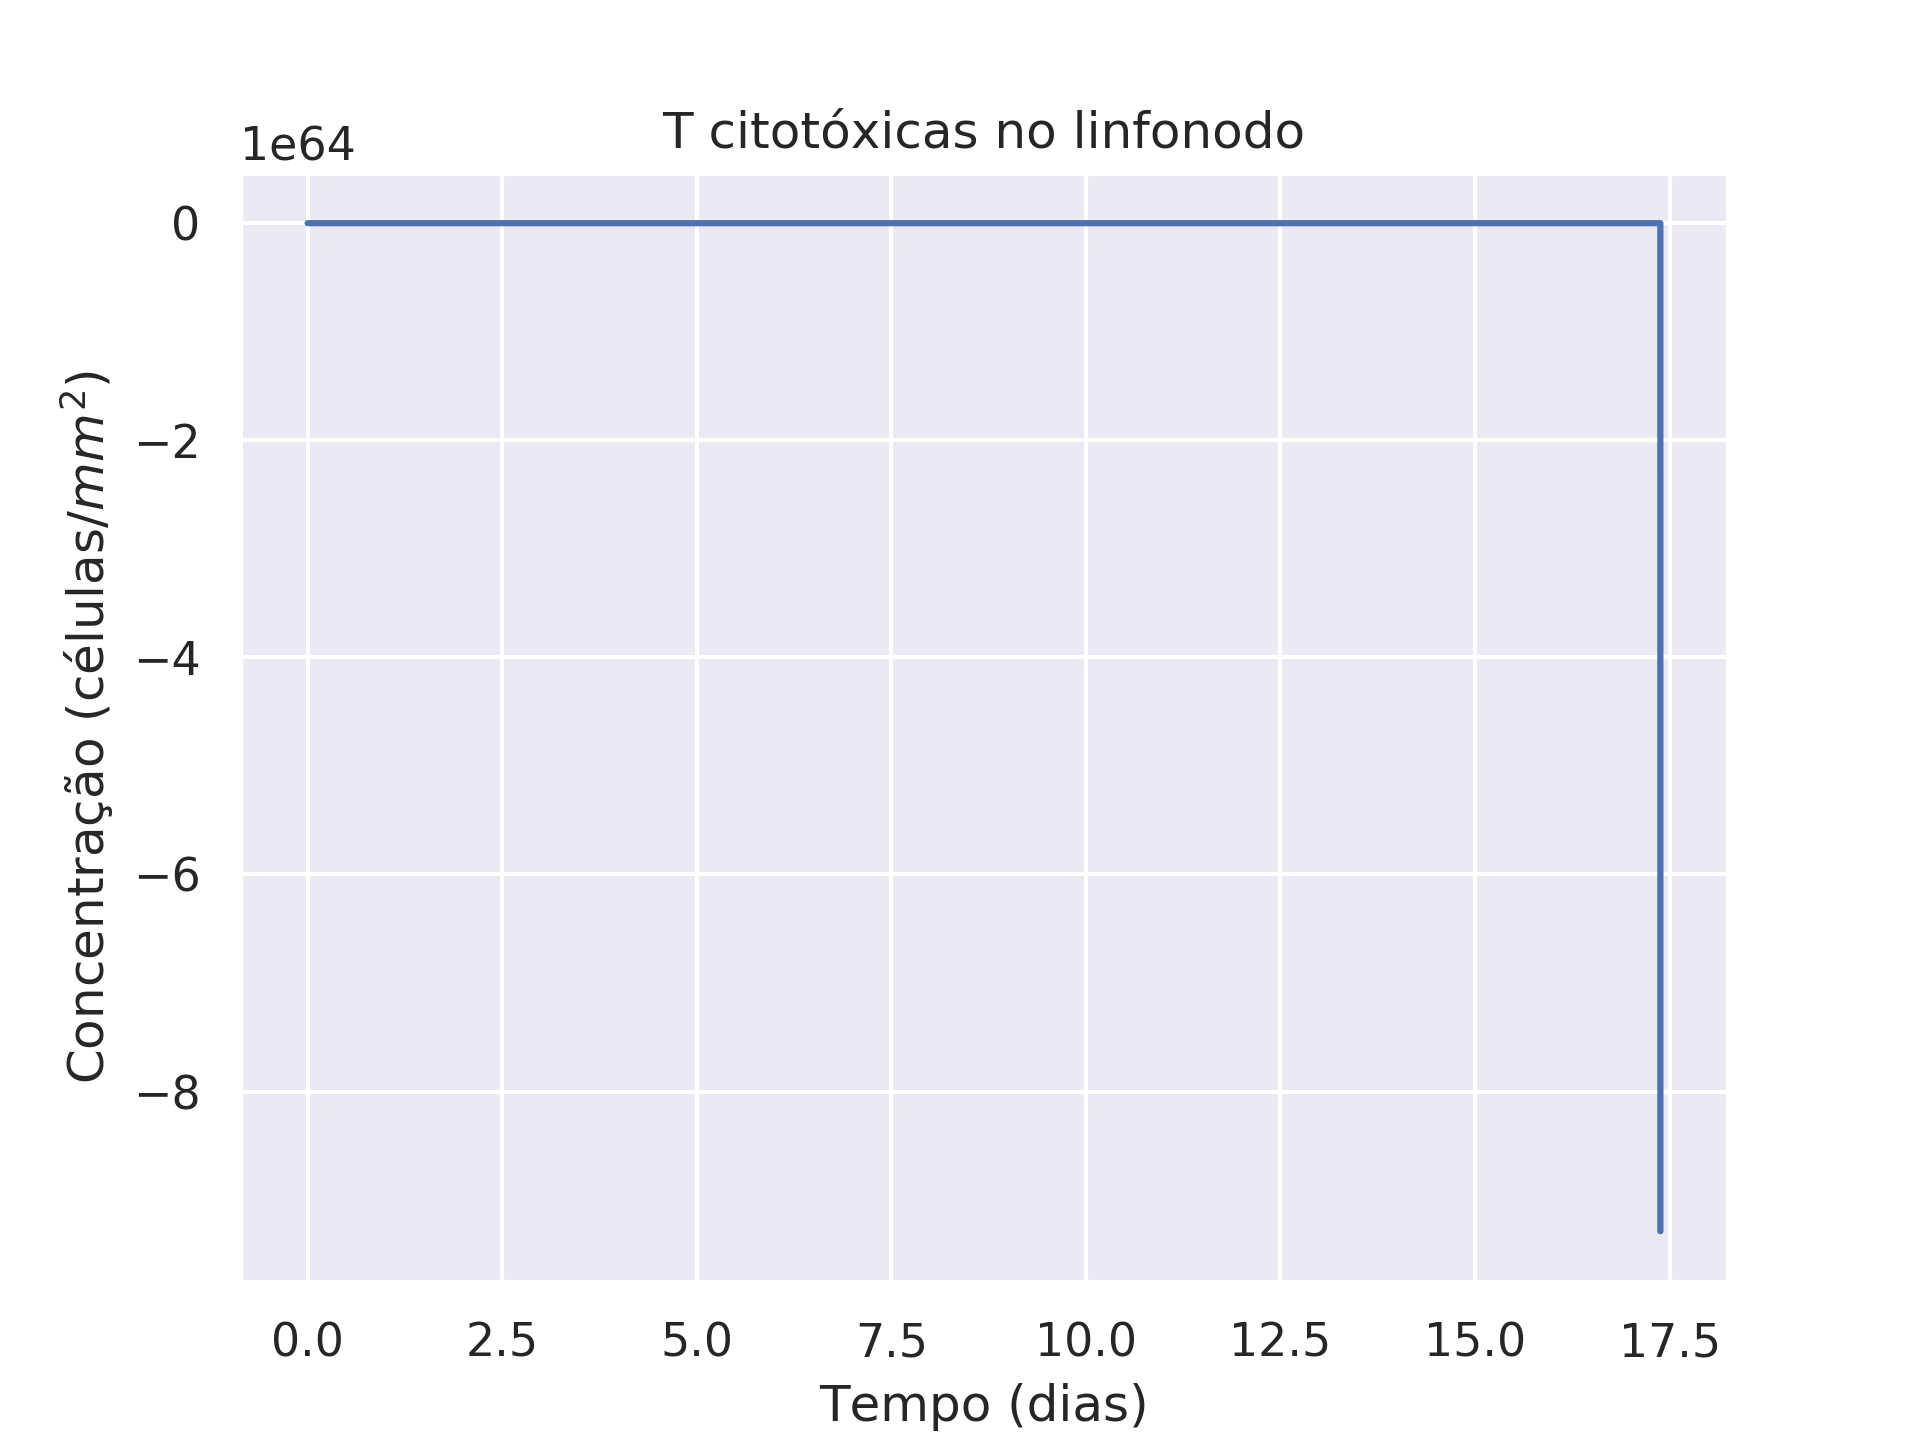 T citotóxicas no linfonodo
1e64
0
−2
−4
−6
−8
Concentração (células/mm²)
0.0 2.5 5.0 7.5 10.0 12.5 15.0 17.5
Tempo (dias)